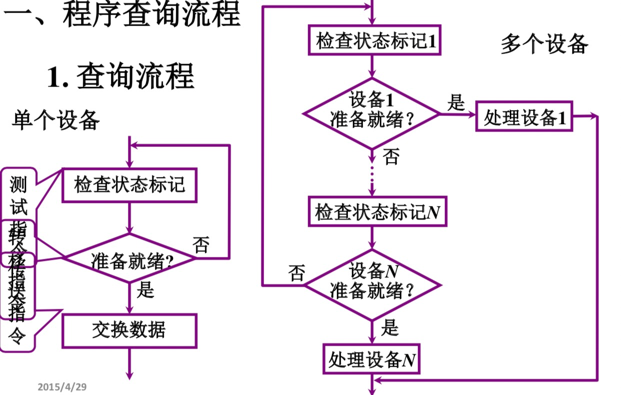 一、程序查询流程
1. 查询流程
单个设备
检查状态标记
准备就绪?
否
是
交换数据
测
试
指
令
多个设备
检查状态标记1
设备1
准备就绪?
是
处理设备1
否
检查状态标记N
设备N
准备就绪?
否
是
处理设备N
2015/4/29